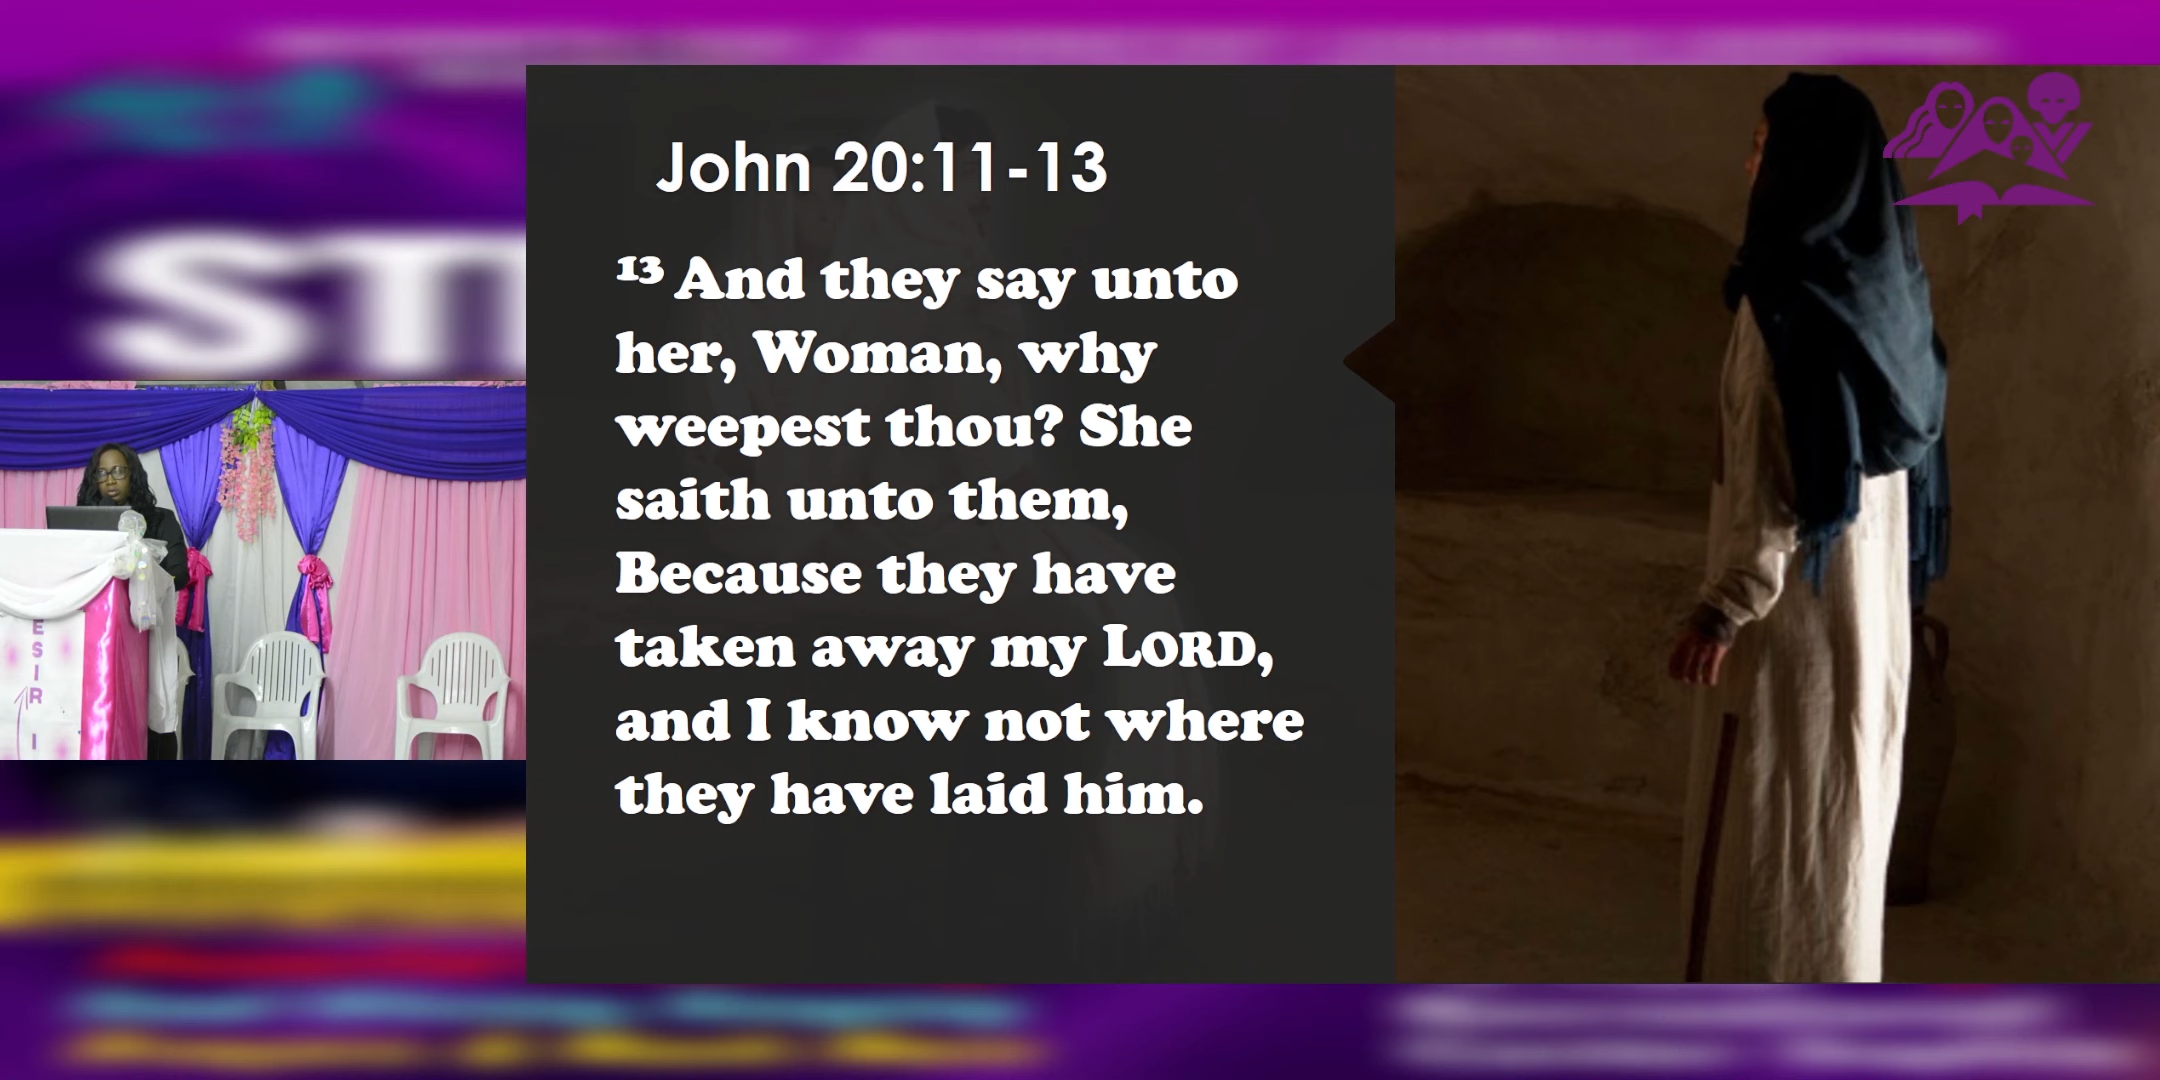 ST
John 20:11-13
¹³ And they say unto
her, Woman, why
weepest thou? She
saith unto them,
Because they have
taken away my LORD,
and I know not where
they have laid him.
E
S
I
R
I